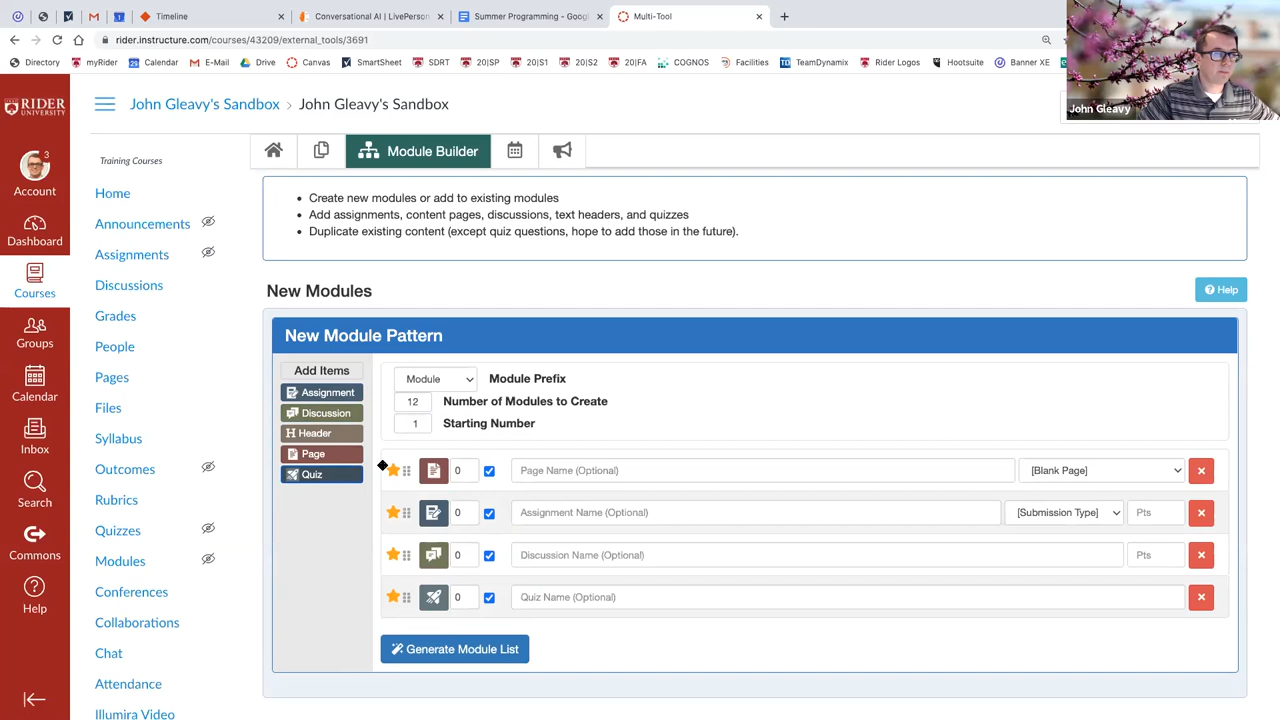 Timeline
Conversational AI | LivePerson
Summer Programming - Goog
Multi-Tool
rider.instructure.com/courses/43209/external_tools/3691
Directory
myRider
Calendar
E-Mail
Drive
Canvas
SmartSheet
SDRT
20|SP
20|S1
20|S2
20|FA
COGNOS
Facilities
TeamDynamix
Rider Logos
Hootsuite
Banner XE
John Gleavy
RIDER
UNIVERSITY
John Gleavy's Sandbox > John Gleavy's Sandbox
3
Account
Dashboard
Courses
Groups
Calendar
Inbox
Search
Commons
Help
Training Courses
Home
Announcements
Assignments
Discussions
Grades
People
Pages
Files
Syllabus
Outcomes
Rubrics
Quizzes
Modules
Conferences
Collaborations
Chat
Attendance
Illumira Video
Module Builder
• Create new modules or add to existing modules
• Add assignments, content pages, discussions, text headers, and quizzes
• Duplicate existing content (except quiz questions, hope to add those in the future).
New Modules
Help
New Module Pattern
Add Items
Assignment
Discussion
H Header
Page
Quiz
Module
Module Prefix
12
Number of Modules to Create
1
Starting Number
0
Page Name (Optional)
[Blank Page]
0
Assignment Name (Optional)
[Submission Type]
Pts
0
Discussion Name (Optional)
Pts
0
Quiz Name (Optional)
Generate Module List